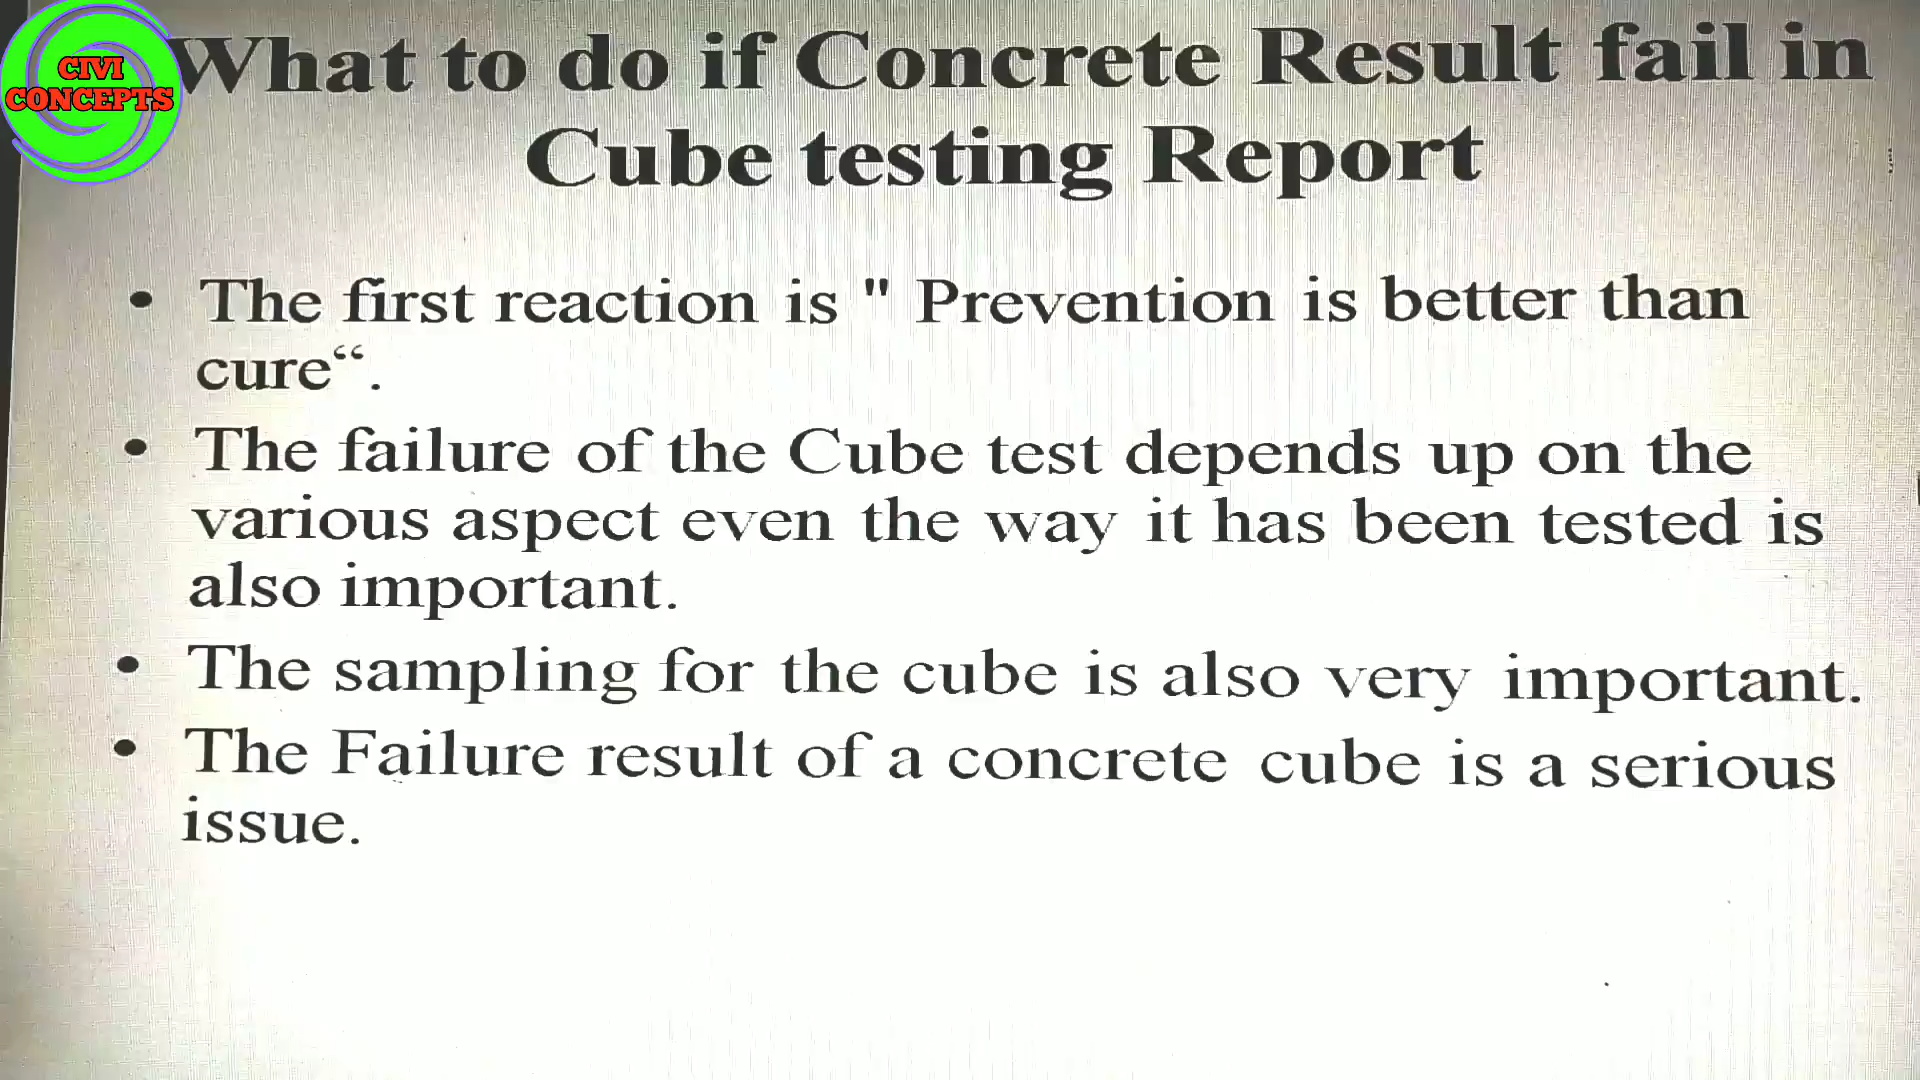 CIVI
CONCEPTS
What to do if Concrete Result fail in
Cube testing Report
• The first reaction is " Prevention is better than
cure“.
• The failure of the Cube test depends up on the
various aspect even the way it has been tested is
also important.
• The sampling for the cube is also very important.
• The Failure result of a concrete cube is a serious
issue.